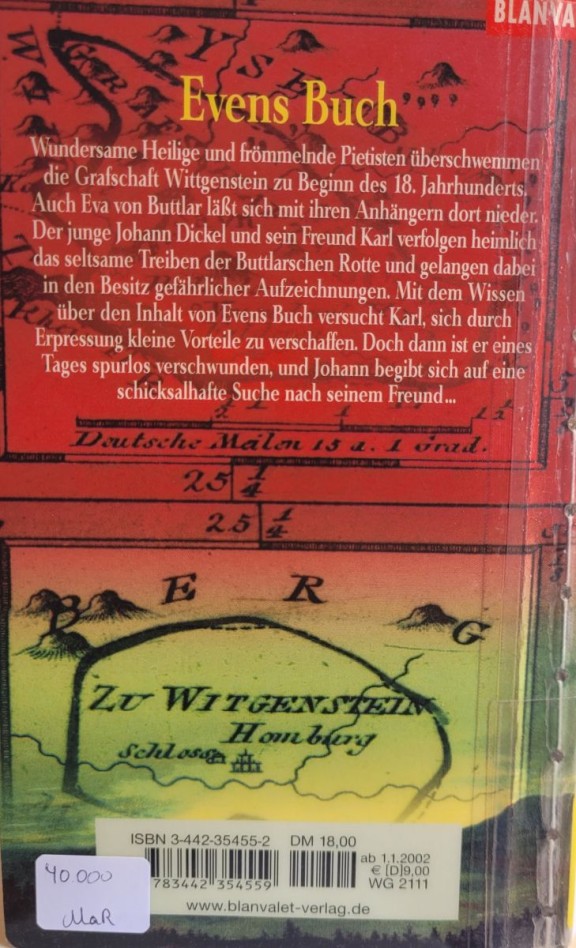 BLANVA
Evens Buch
Wundersame Heilige und frömmelnde Pietisten überschwemmen
die Grafschaft Wittgenstein zu Beginn des 18. Jahrhunderts.
Auch Eva von Buttlar läßt sich mit ihren Anhängern dort nieder.
Der junge Johann Dickel und sein Freund Karl verfolgen heimlich
das seltsame Treiben der Buttlarschen Rotte und gelangen dabei
in den Besitz gefährlicher Aufzeichnungen. Mit dem Wissen
über den Inhalt von Evens Buch versucht Karl, sich durch
Erpressung kleine Vorteile zu verschaffen. Doch dann ist er eines
Tages spurlos verschwunden, und Johann begibt sich auf eine
schicksalhafte Suche nach seinem Freund...
Deutsche Meilen 15 a. 1 grad.
25 1/4
25 1/4
BERG
ZU WITGENSTEIN
Homburg
Schloss
ISBN 3-442-35455-2 DM 18,00
ab 1.1.2002
€ [D]9,00
WG 2111
783442 354559
www.blanvalet-verlag.de
40.000
MaR